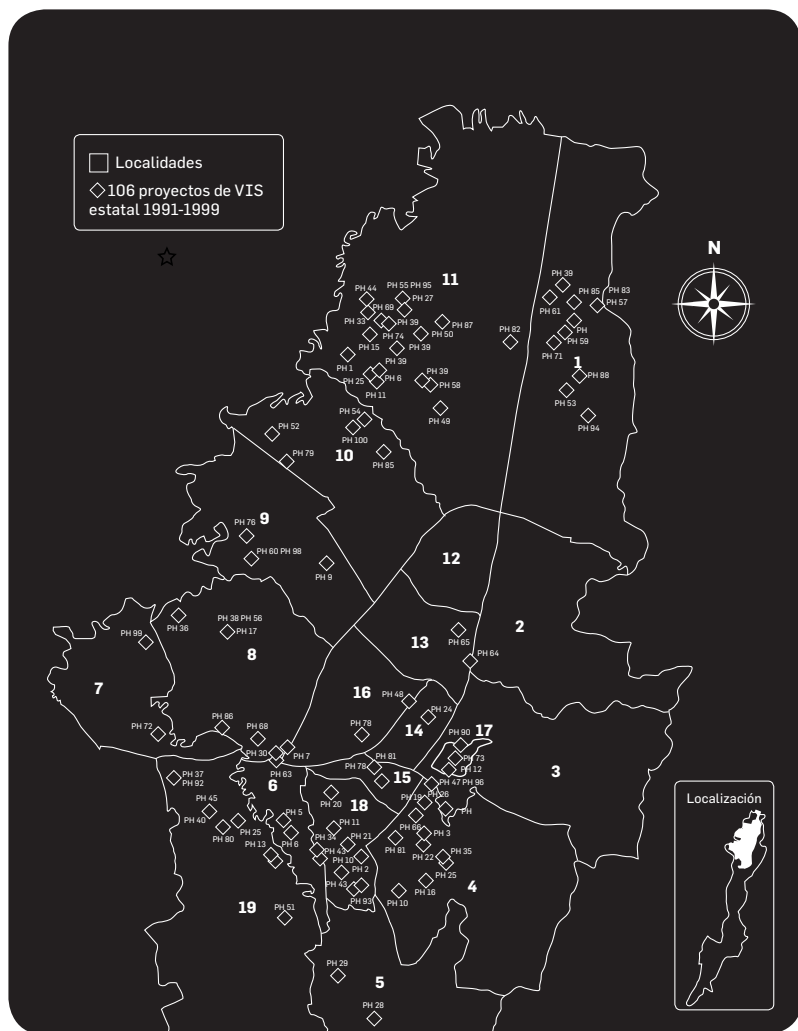 Localidades
106 proyectos de VIS
estatal 1991-1999
N
11
PH 44
PH 55 PH 95
PH 27
PH 69
PH 33
PH 39
PH 74
PH 50
PH 87
PH 82
PH 15
PH 39
PH 1
PH 39
PH 25
PH 6
PH 11
PH 39
PH 58
PH 49
PH 39
PH 85
PH 83
PH 57
PH 61
PH
PH 59
PH 71
1
PH 88
PH 53
PH 94
PH 54
PH 52
PH 100
10
PH 79
PH 85
9
PH 76
PH 60 PH 98
PH 9
12
2
PH 36
PH 38 PH 56
PH 17
PH 99
8
13
PH 65
PH 64
7
16
PH 48
14
PH 24
PH 72
PH 86
PH 68
PH 78
17
PH 90
PH 30
PH 7
PH 63
PH 73
PH 12
3
6
PH 81
PH 78
15
PH 47 PH 96
PH 37
PH 92
PH 20
18
PH 19
PH 26
PH
PH 45
PH 40
PH 80
PH 25
PH 5
PH 6
PH 13
PH 11
PH 34
PH 21
PH 43
PH 10
PH 2
PH 43
PH 93
PH 66
PH 3
PH 81
PH 22
PH 35
PH 25
PH 16
PH 10
4
19
PH 51
PH 29
5
PH 28
Localización